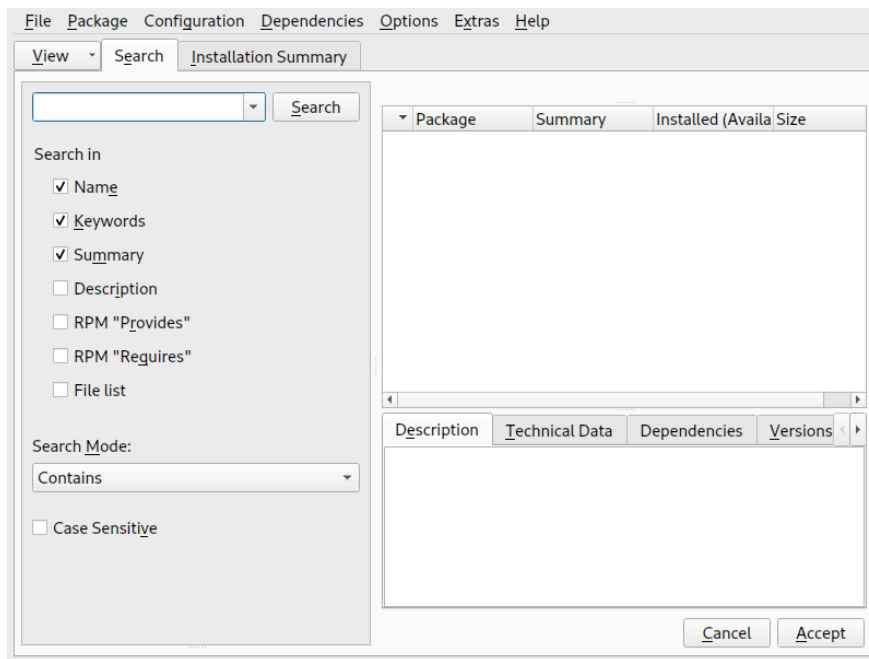 File Package Configuration Dependencies Options Extras Help
View Search Installation Summary
Search
Search in
Name
Keywords
Summary
Description
RPM "Provides"
RPM "Requires"
File list
Search Mode:
Contains
Case Sensitive
Package Summary Installed (Availa Size
Description Technical Data Dependencies Versions
Cancel Accept